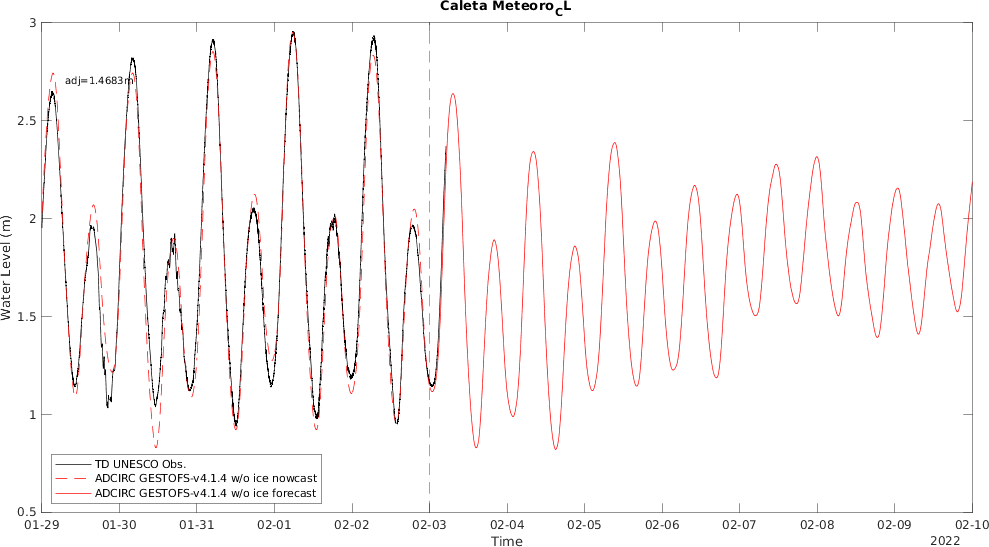 Caleta Meteoro_CL
adj=1.4683m
Water Level (m)
3
2.5
2
1.5
1
0.5
TD UNESCO Obs.
ADCIRC GESTOFS-v4.1.4 w/o ice nowcast
ADCIRC GESTOFS-v4.1.4 w/o ice forecast
01-29 01-30 01-31 02-01 02-02 02-03 02-04 02-05 02-06 02-07 02-08 02-09 02-10
Time
2022